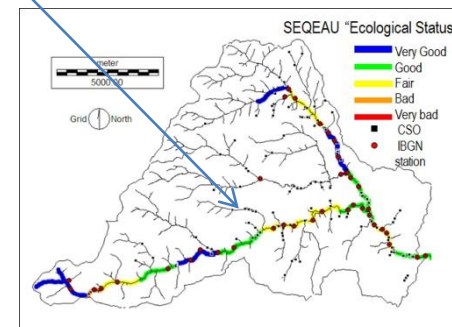 SEQEAU "Ecological Status
meter
5000.00
Grid North
Very Good
Good
Fair
Bad
Very bad
CSO
IBGN
station